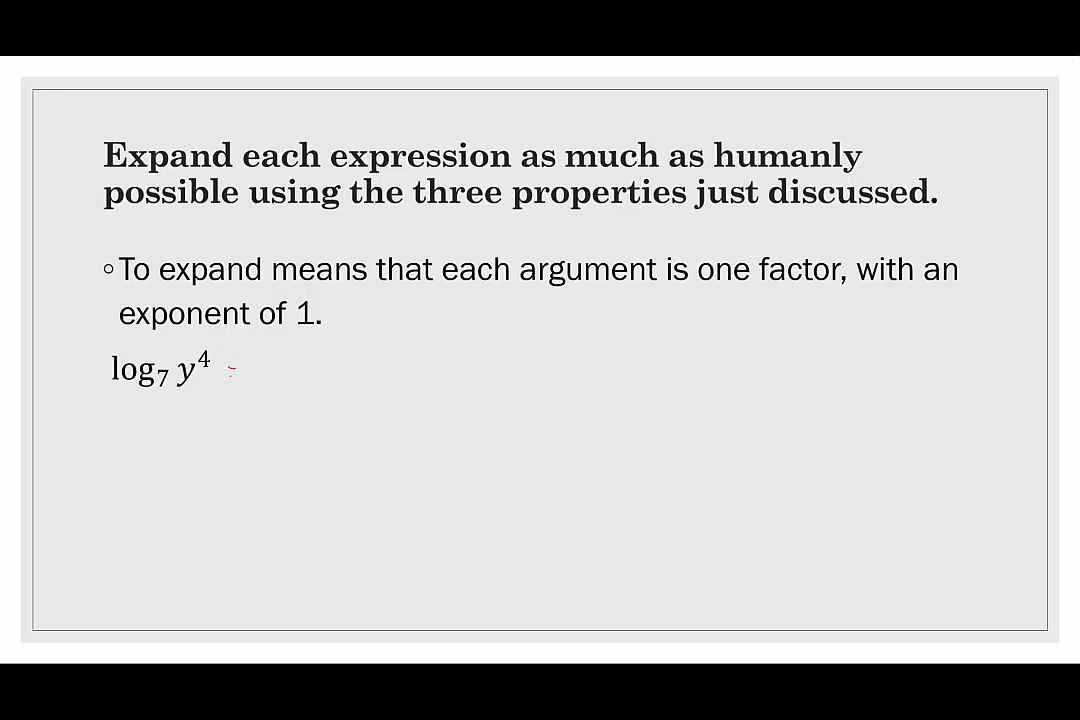 Expand each expression as much as humanly
possible using the three properties just discussed.
◦To expand means that each argument is one factor, with an
exponent of 1.
log₇ y⁴